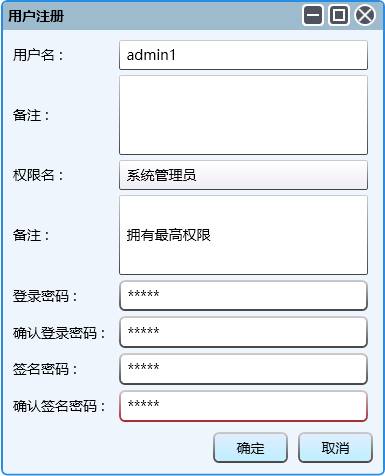 用户注册
用户名： admin1
备注：
权限名： 系统管理员
备注： 拥有最高权限
登录密码： *****
确认登录密码： *****
签名密码： *****
确认签名密码： *****
确定 取消